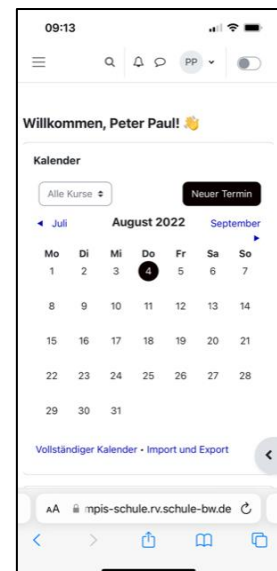 09:13
PP
Willkommen, Peter Paul! 👋
Kalender
Alle Kurse
Neuer Termin
◄ Juli August 2022 September ►
Mo Di Mi Do Fr Sa So
1 2 3 4 5 6 7
8 9 10 11 12 13 14
15 16 17 18 19 20 21
22 23 24 25 26 27 28
29 30 31
Vollständiger Kalender • Import und Export
AA mpis-schule.rv.schule-bw.de